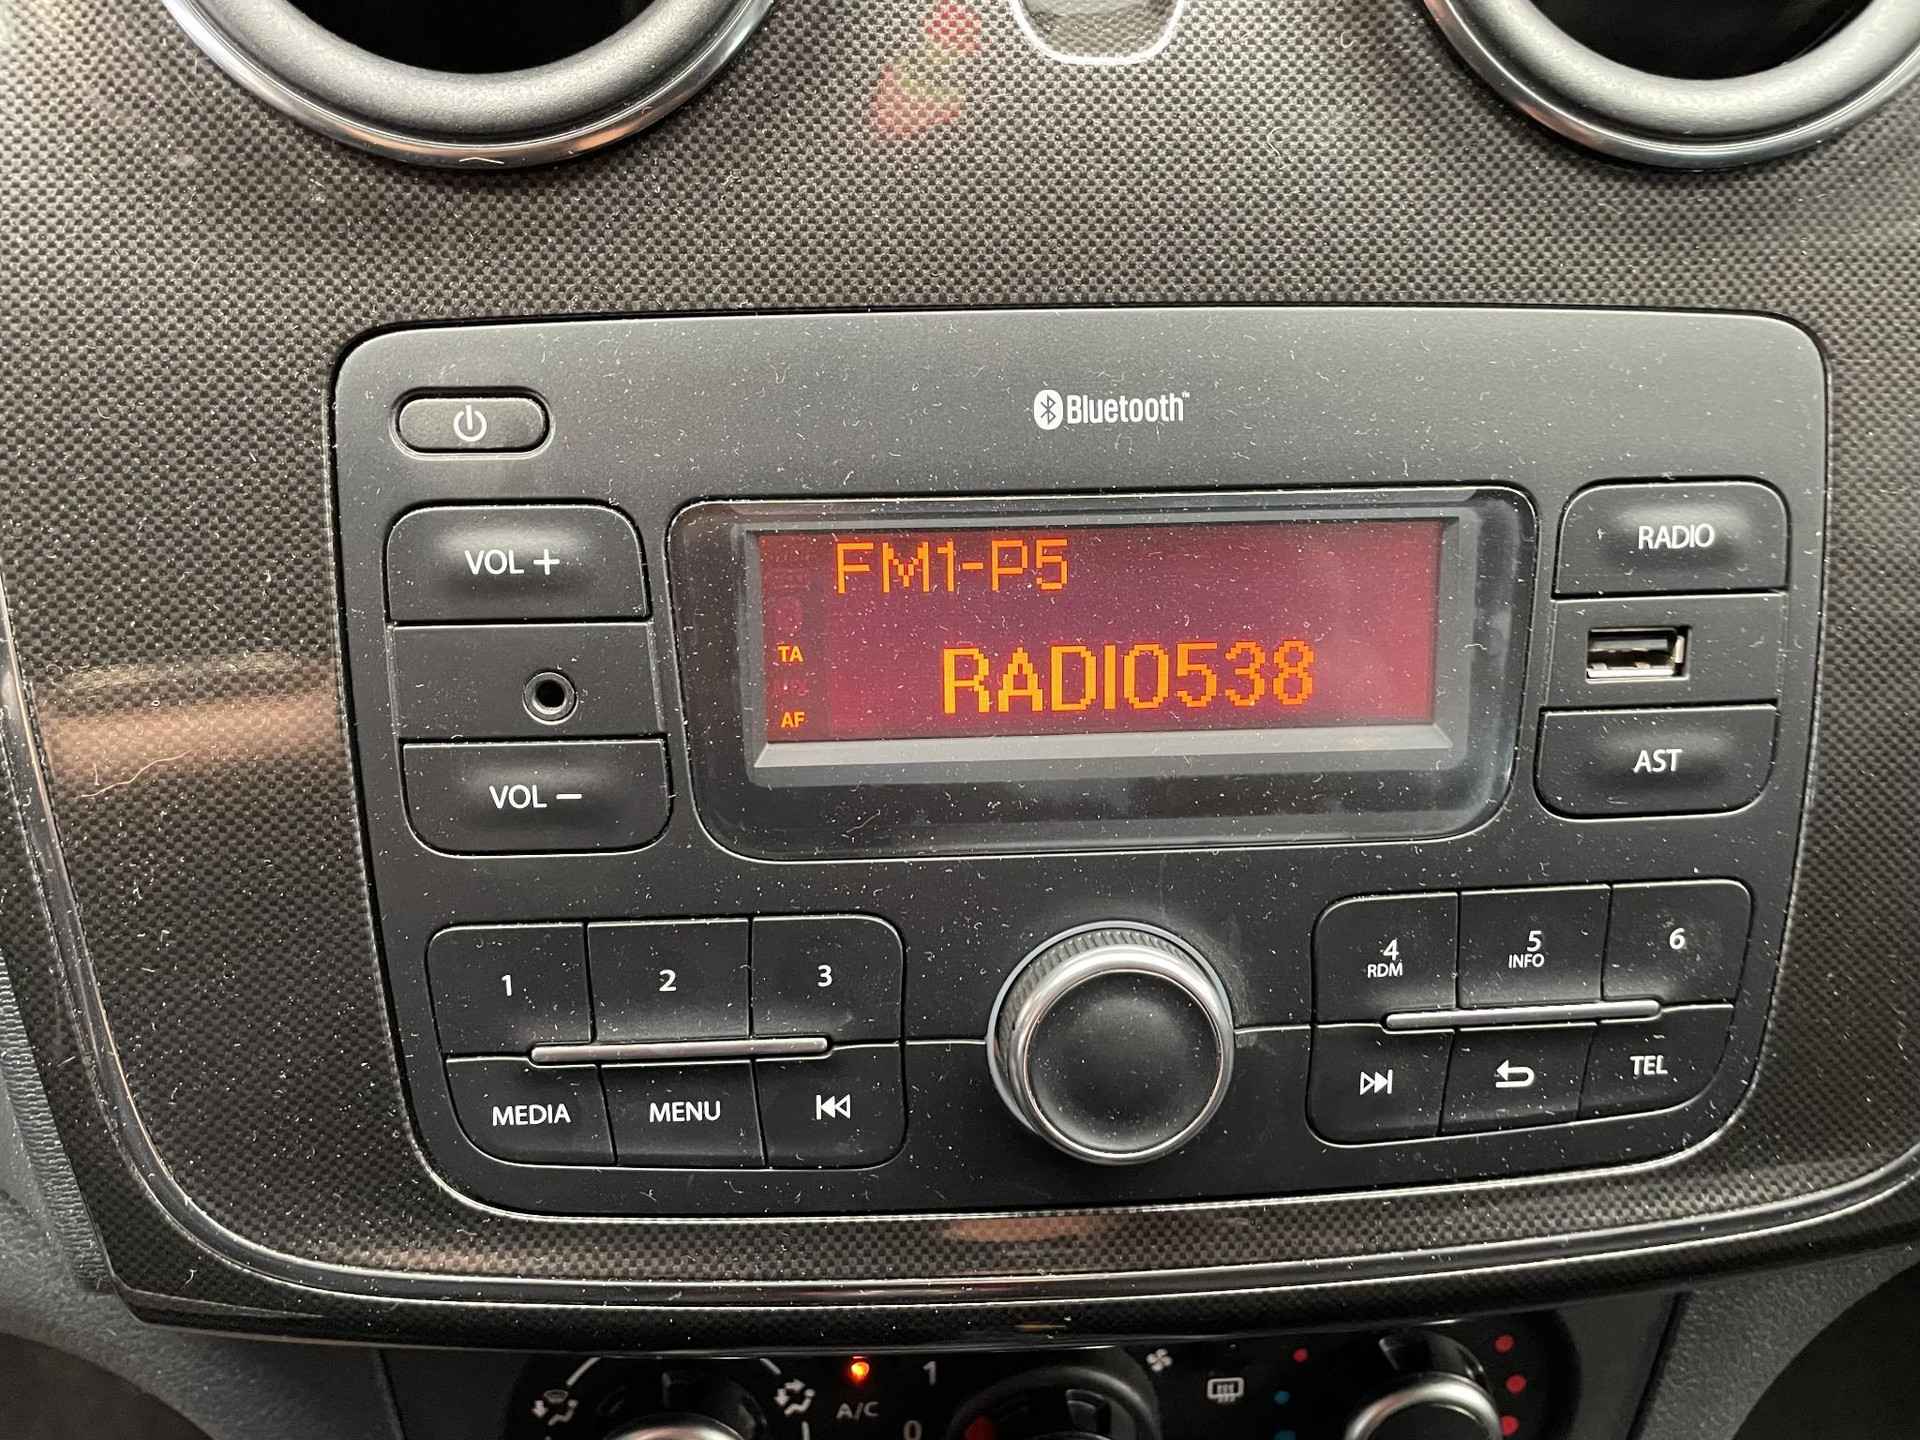 Bluetooth™
VOL +
FM1-P5
RADIO
TA
RADIO538
AF
VOL −
AST
1
2
3
4
RDM
5
INFO
6
MEDIA
MENU
TEL
A/C
1
0